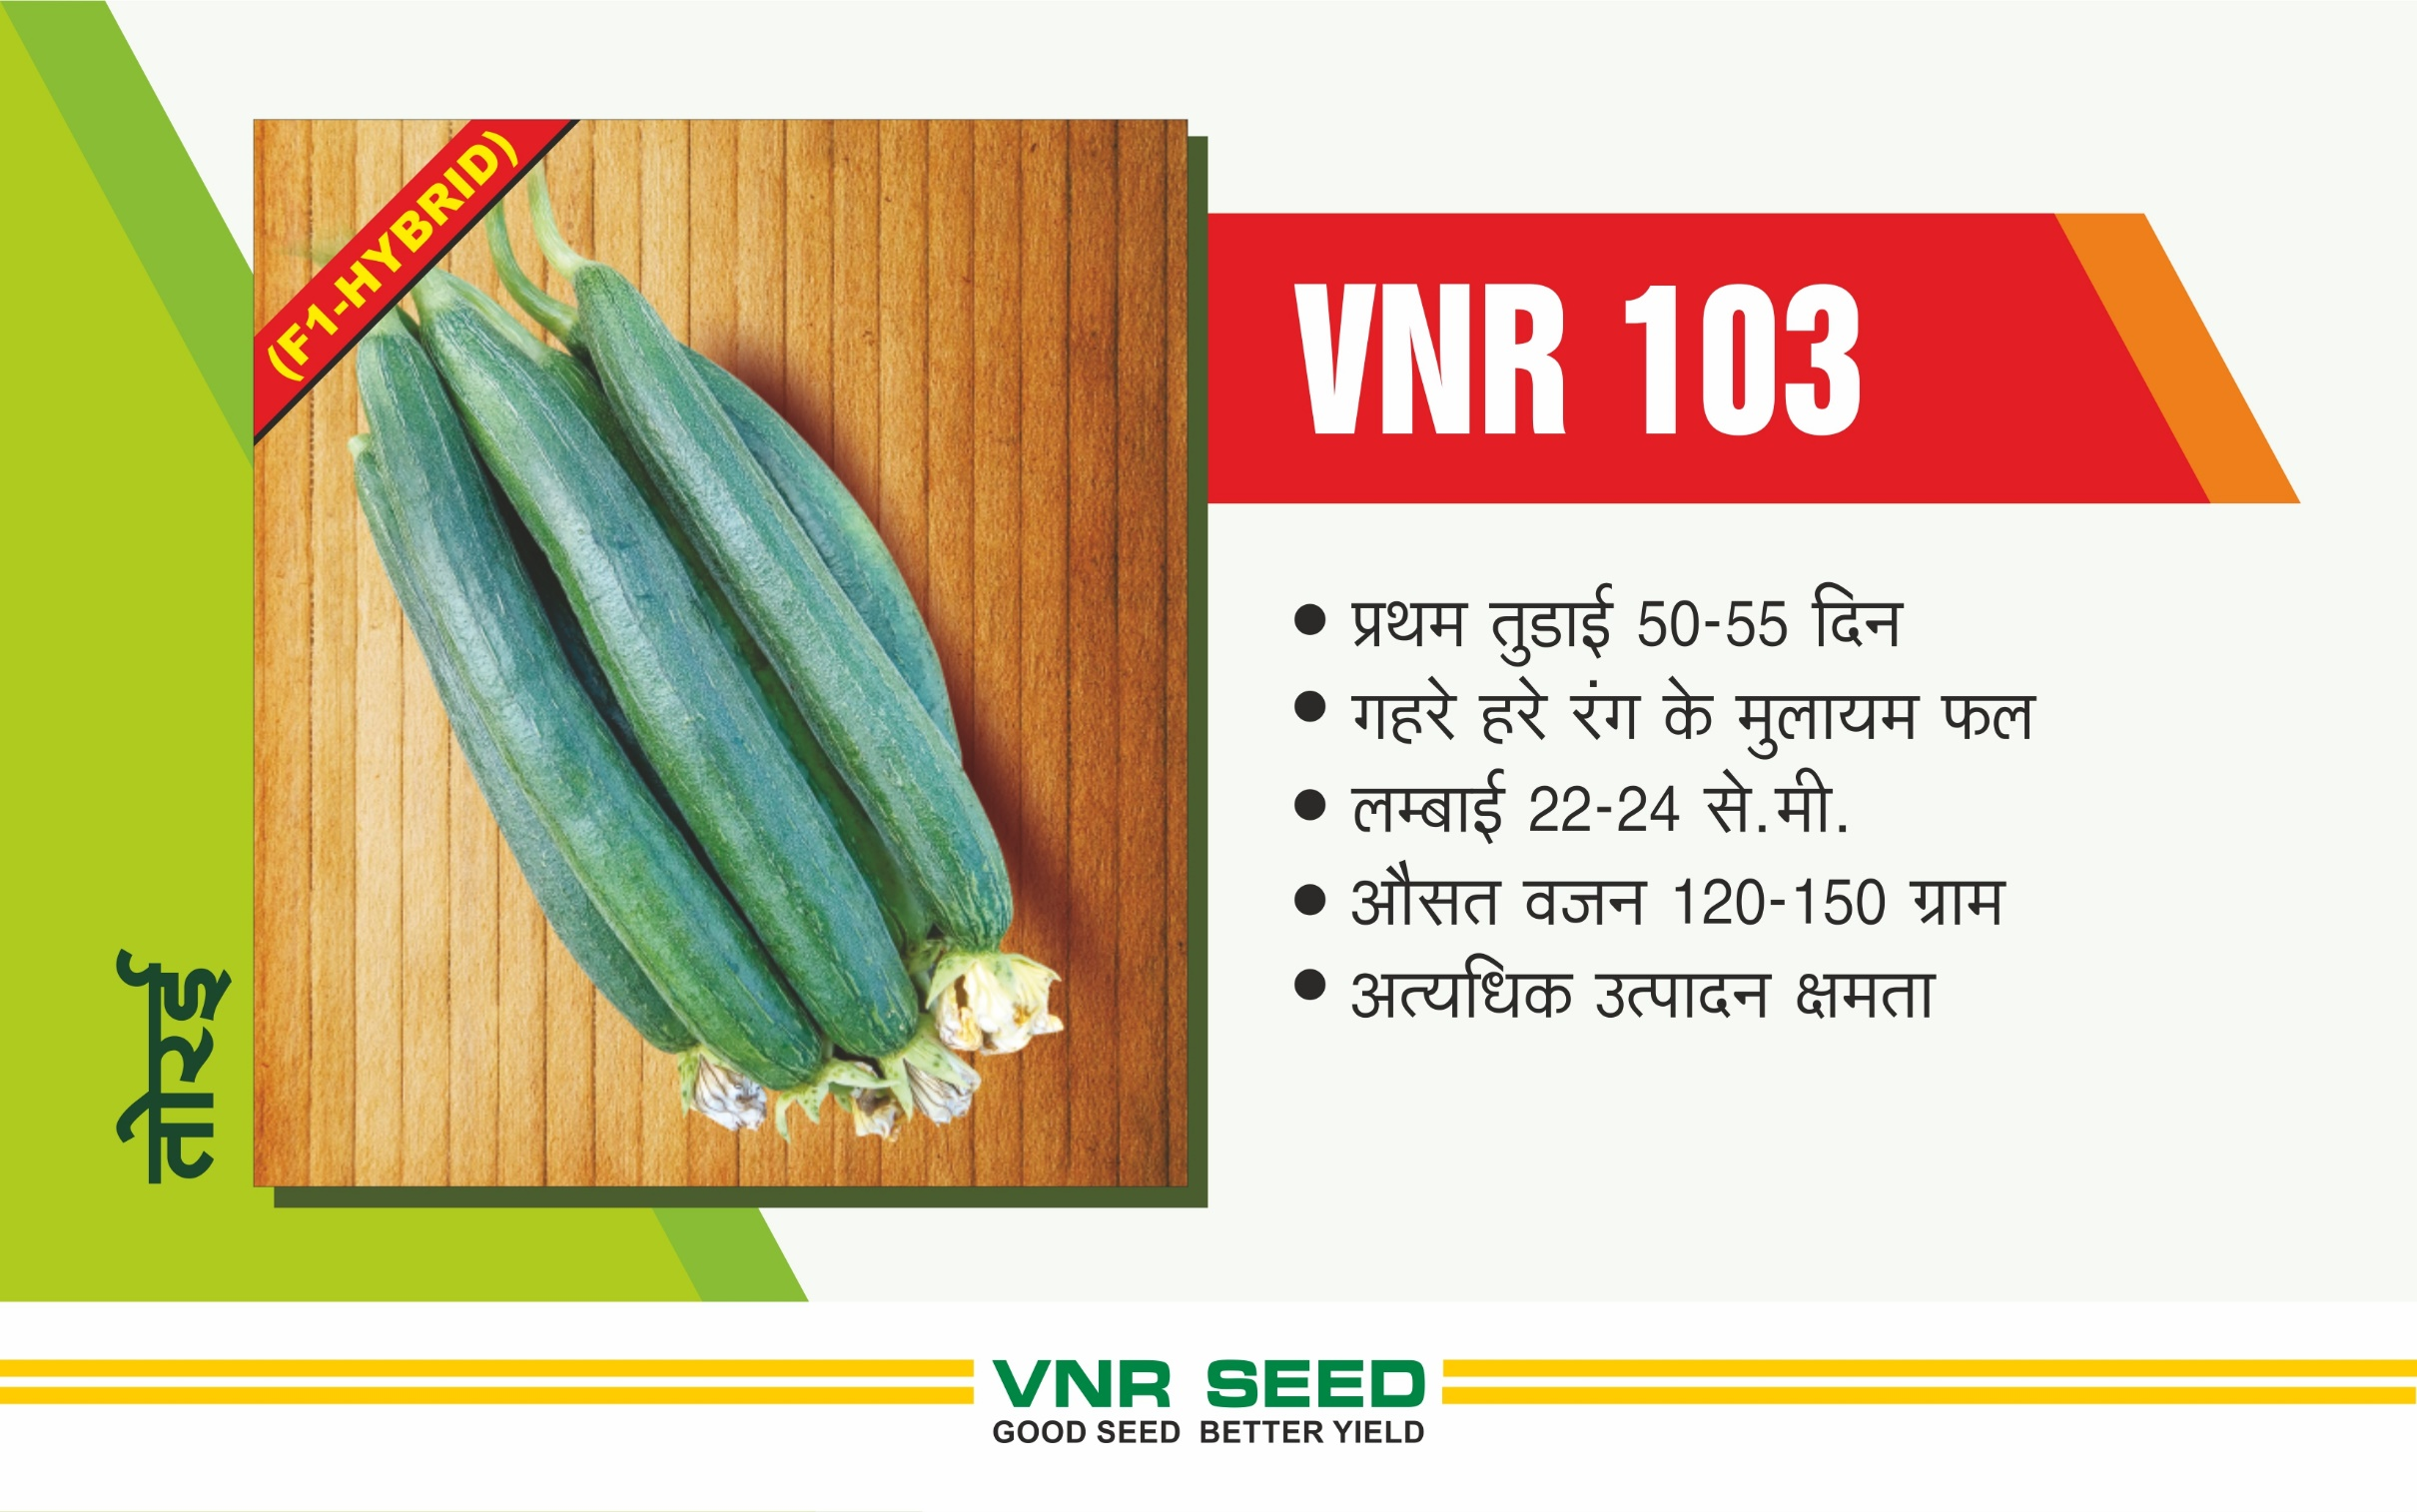 (F1-HYBRID)
तोरई
VNR 103
● प्रथम तुडाई 50-55 दिन
● गहरे हरे रंग के मुलायम फल
● लम्बाई 22-24 से.मी.
● औसत वजन 120-150 ग्राम
● अत्यधिक उत्पादन क्षमता
VNR SEED
GOOD SEED BETTER YIELD